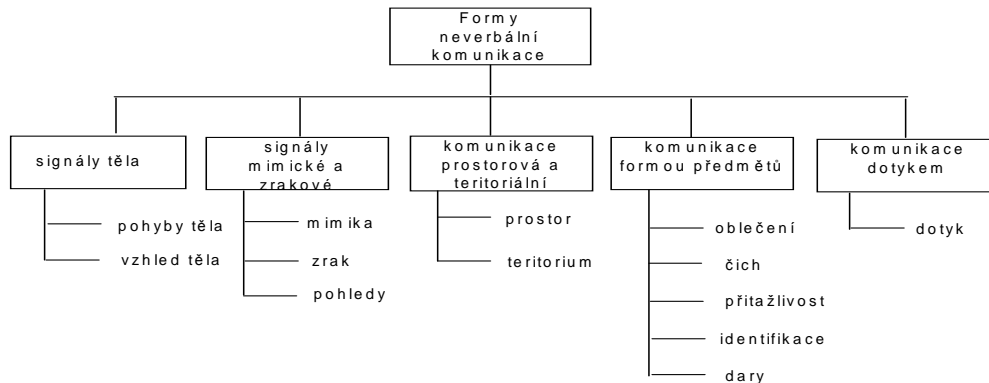 Formy
neverbální
komunikace
signály těla
signály
mimické a
zrakové
komunikace
prostorová a
teritoriální
komunikace
formou předmětů
komunikace
dotykem
pohyby těla
vzhled těla
mimika
zrak
pohledy
prostor
teritorium
oblečení
čich
přitažlivost
identifikace
dary
dotyk